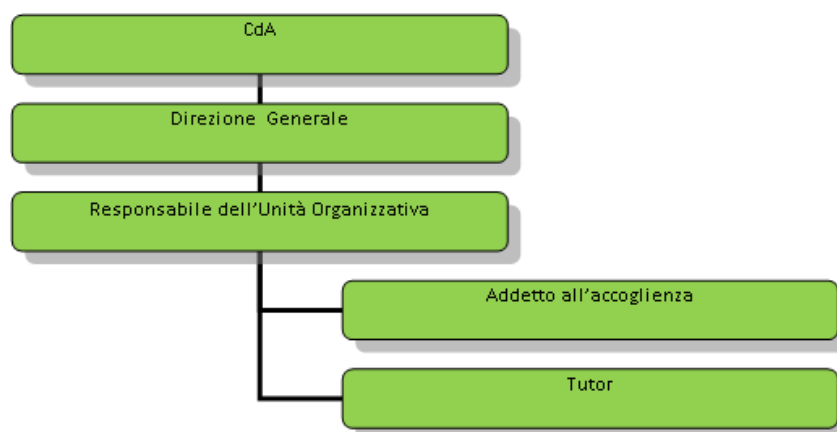 CdA
Direzione Generale
Responsabile dell'Unità Organizzativa
Addetto all'accoglienza
Tutor